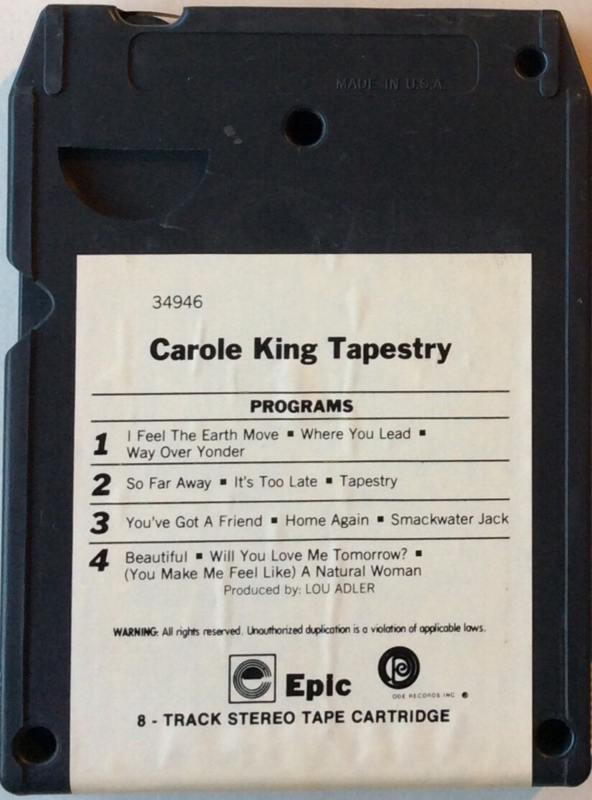 MADE IN U.S.A.
34946
Carole King Tapestry
PROGRAMS
1 I Feel The Earth Move ▪ Where You Lead ▪
Way Over Yonder
2 So Far Away ▪ It's Too Late ▪ Tapestry
3 You've Got A Friend ▪ Home Again ▪ Smackwater Jack
4 Beautiful ▪ Will You Love Me Tomorrow? ▪
(You Make Me Feel Like) A Natural Woman
Produced by: LOU ADLER
WARNING: All rights reserved. Unauthorized duplication is a violation of applicable laws.
e Epic
ODE RECORDS INC
8 - TRACK STEREO TAPE CARTRIDGE